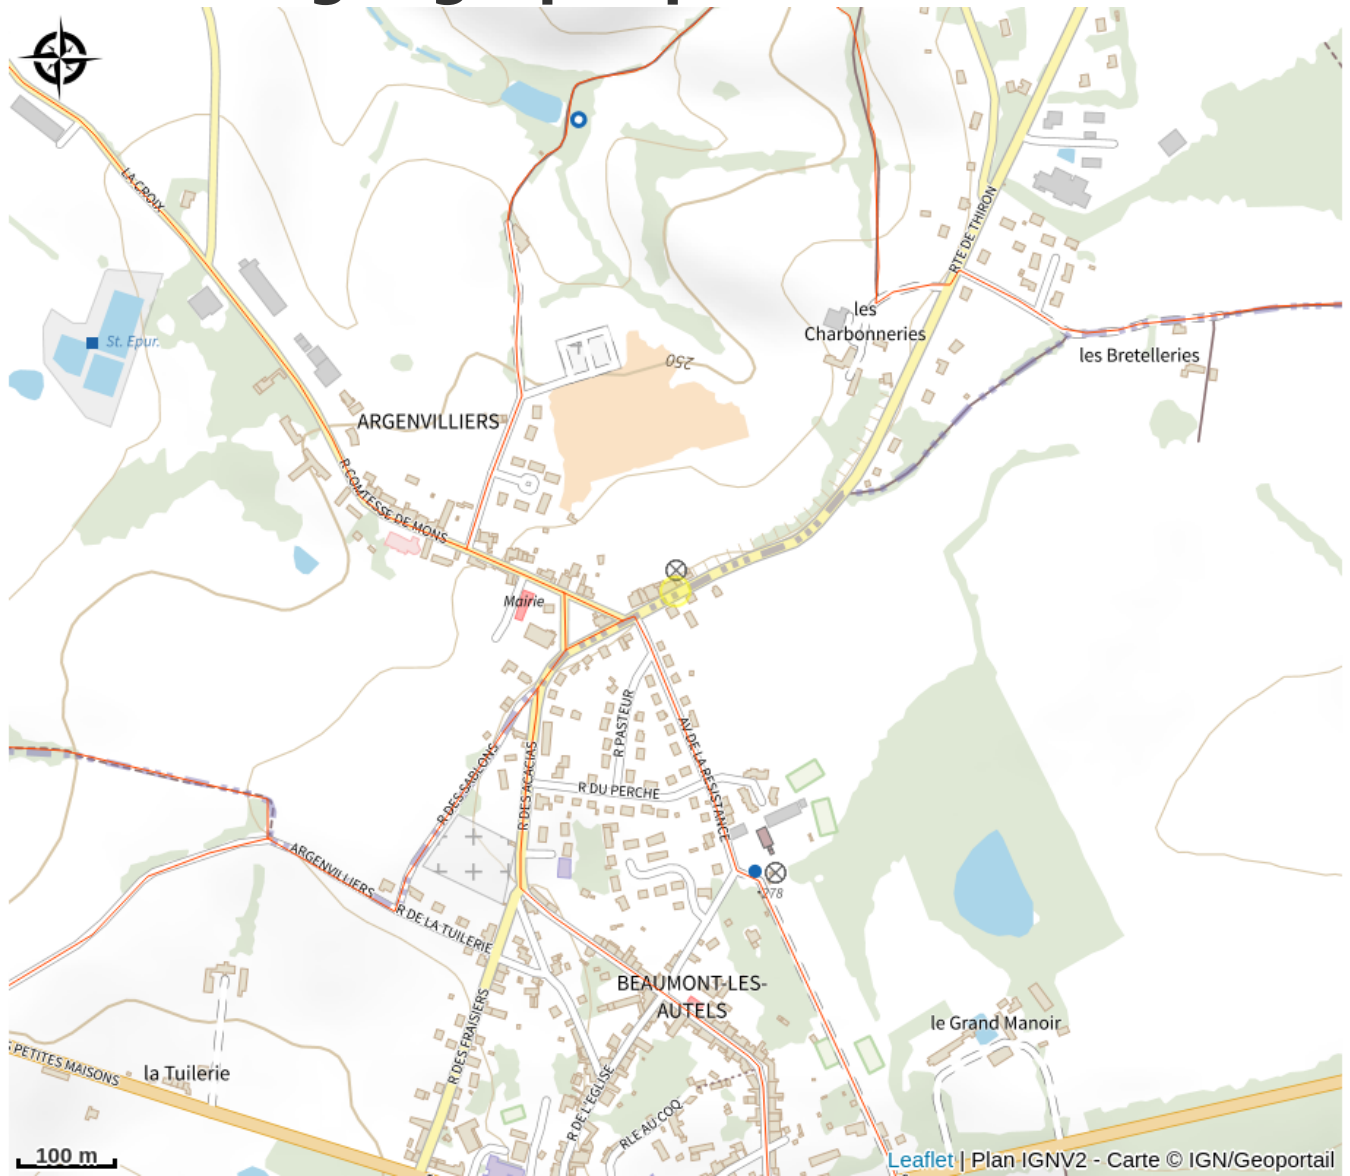 LA CROIX
RTE DE THIRON
St. Epur.
les
Charbonneries
les Bretelleries
250
ARGENVILLIERS
R COMTESSE DE MONS
Mairie
R PASTEUR
AV DE LA RESISTANCE
R DES SABLONS
R DES ACACIAS
R DU PERCHE
ARGENVILLIERS
278
R DE LA TUILERIE
BEAUMONT-LES-
AUTELS
le Grand Manoir
R DES FRAISIERS
PETITES MAISONS
la Tuilerie
R DE L'EGLISE
RLE AU COQ
100 m
Leaflet | Plan IGNV2 - Carte © IGN/Geoportail